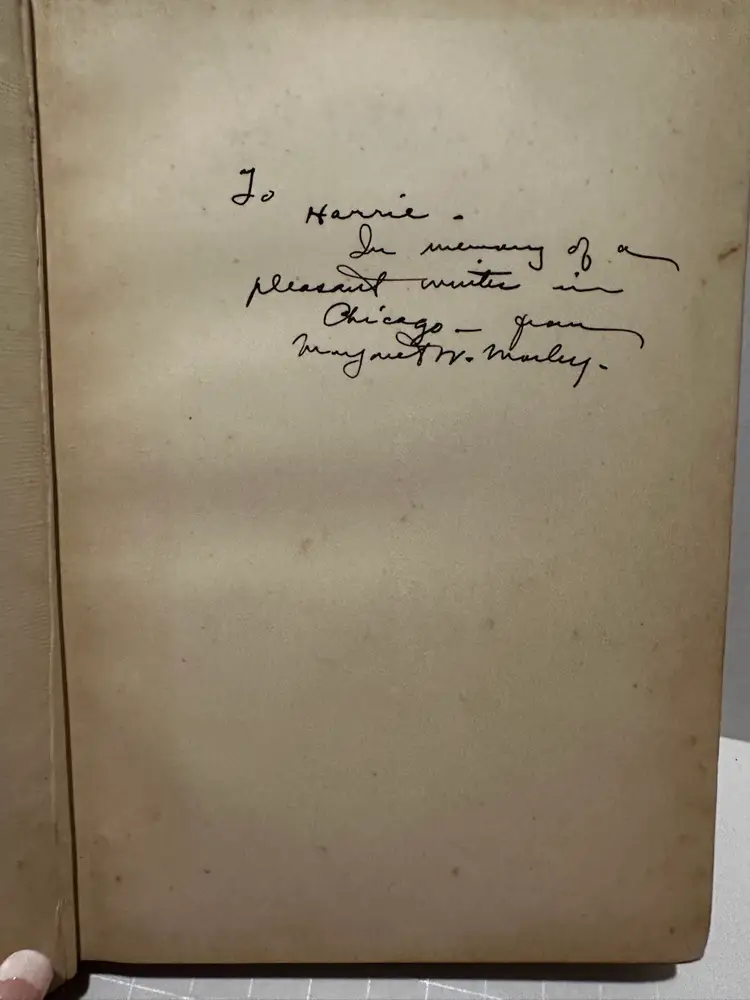 To
Harrie.
In memory of a
pleasant winter in
Chicago — from
Margaret W. Morley.